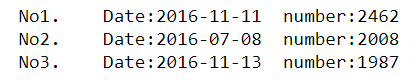 No1.    Date:2016-11-11  number:2462
No2.    Date:2016-07-08  number:2008
No3.    Date:2016-11-13  number:1987